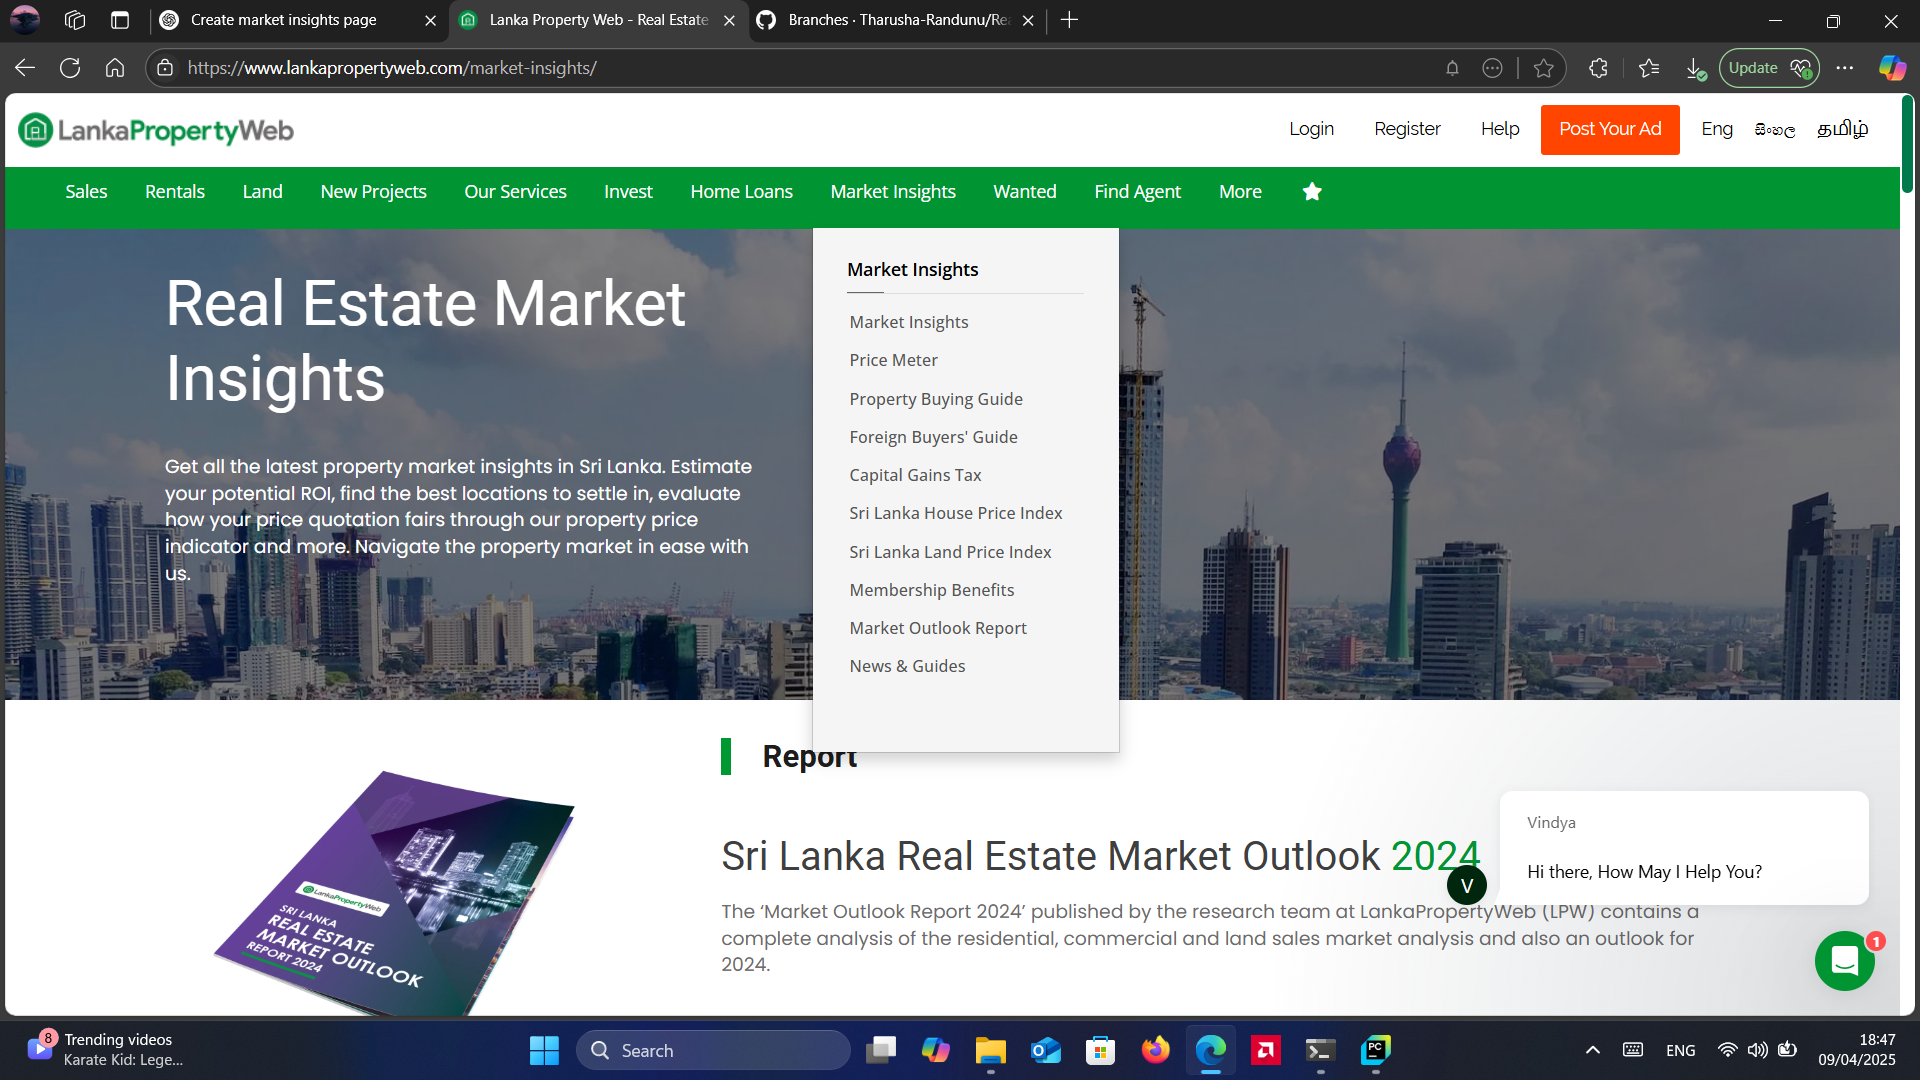 Create market insights page
Lanka Property Web - Real Estate
Branches · Tharusha-Randunu/Rea
https://www.lankapropertyweb.com/market-insights/
Update
LankaPropertyWeb
Login
Register
Help
Post Your Ad
Eng
සිංහල
தமிழ்
Sales
Rentals
Land
New Projects
Our Services
Invest
Home Loans
Market Insights
Wanted
Find Agent
More
Real Estate Market
Insights
Get all the latest property market insights in Sri Lanka. Estimate
your potential ROI, find the best locations to settle in, evaluate
how your price quotation fairs through our property price
indicator and more. Navigate the property market in ease with
us.
Market Insights
Market Insights
Price Meter
Property Buying Guide
Foreign Buyers' Guide
Capital Gains Tax
Sri Lanka House Price Index
Sri Lanka Land Price Index
Membership Benefits
Market Outlook Report
News & Guides
LankaPropertyWeb
SRI LANKA
REAL ESTATE
MARKET OUTLOOK
REPORT 2024
Report
Sri Lanka Real Estate Market Outlook 2024
The ‘Market Outlook Report 2024’ published by the research team at LankaPropertyWeb (LPW) contains a
complete analysis of the residential, commercial and land sales market analysis and also an outlook for
2024.
Vindya
Hi there, How May I Help You?
V
1
8
Trending videos
Karate Kid: Lege...
Search
PC
ENG
18:47
09/04/2025